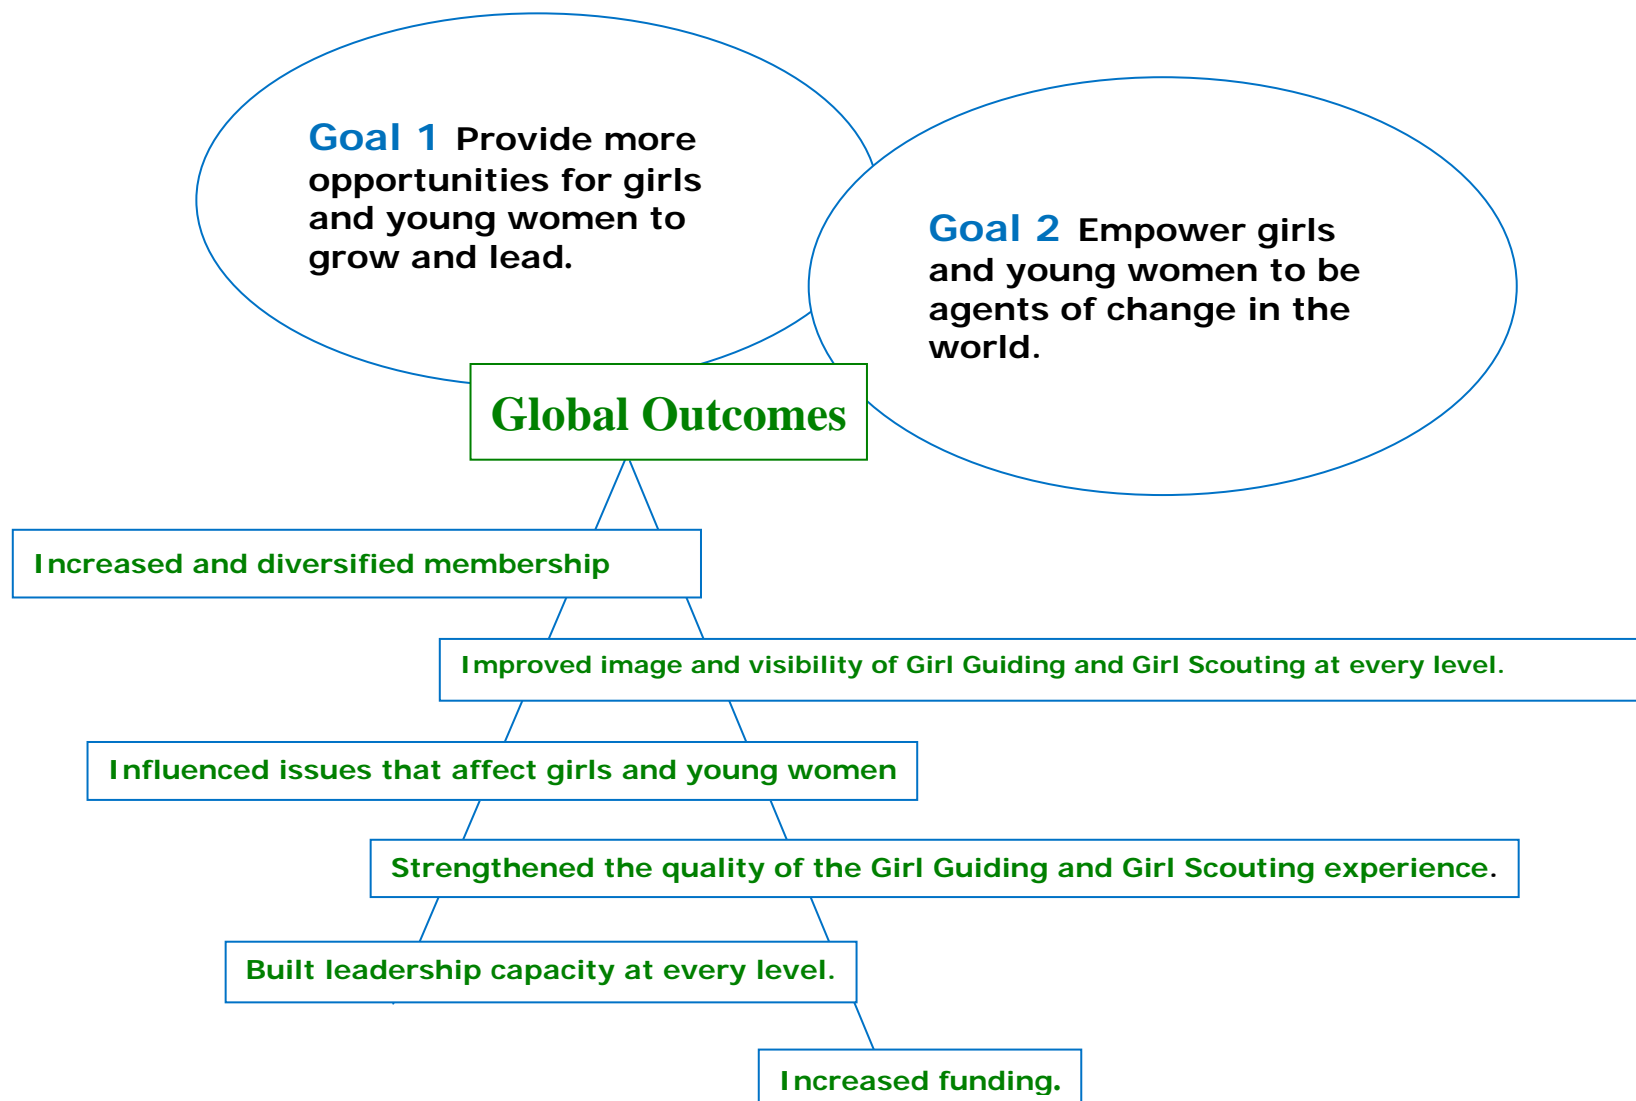 Goal 1 Provide more
opportunities for girls
and young women to
grow and lead.
Goal 2 Empower girls
and young women to be
agents of change in the
world.
Global Outcomes
Increased and diversified membership
Improved image and visibility of Girl Guiding and Girl Scouting at every level.
Influenced issues that affect girls and young women
Strengthened the quality of the Girl Guiding and Girl Scouting experience.
Built leadership capacity at every level.
Increased funding.